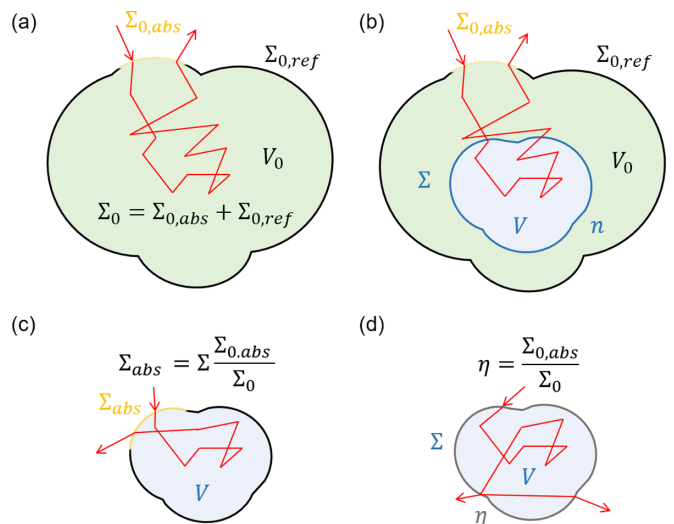 (a)
Σ0,abs
Σ0,ref
V0
Σ0 = Σ0,abs + Σ0,ref
(b)
Σ0,abs
Σ0,ref
Σ
V0
V
n
(c)
Σabs = Σ Σ0.abs / Σ0
Σabs
V
(d)
η = Σ0,abs / Σ0
Σ
V
η